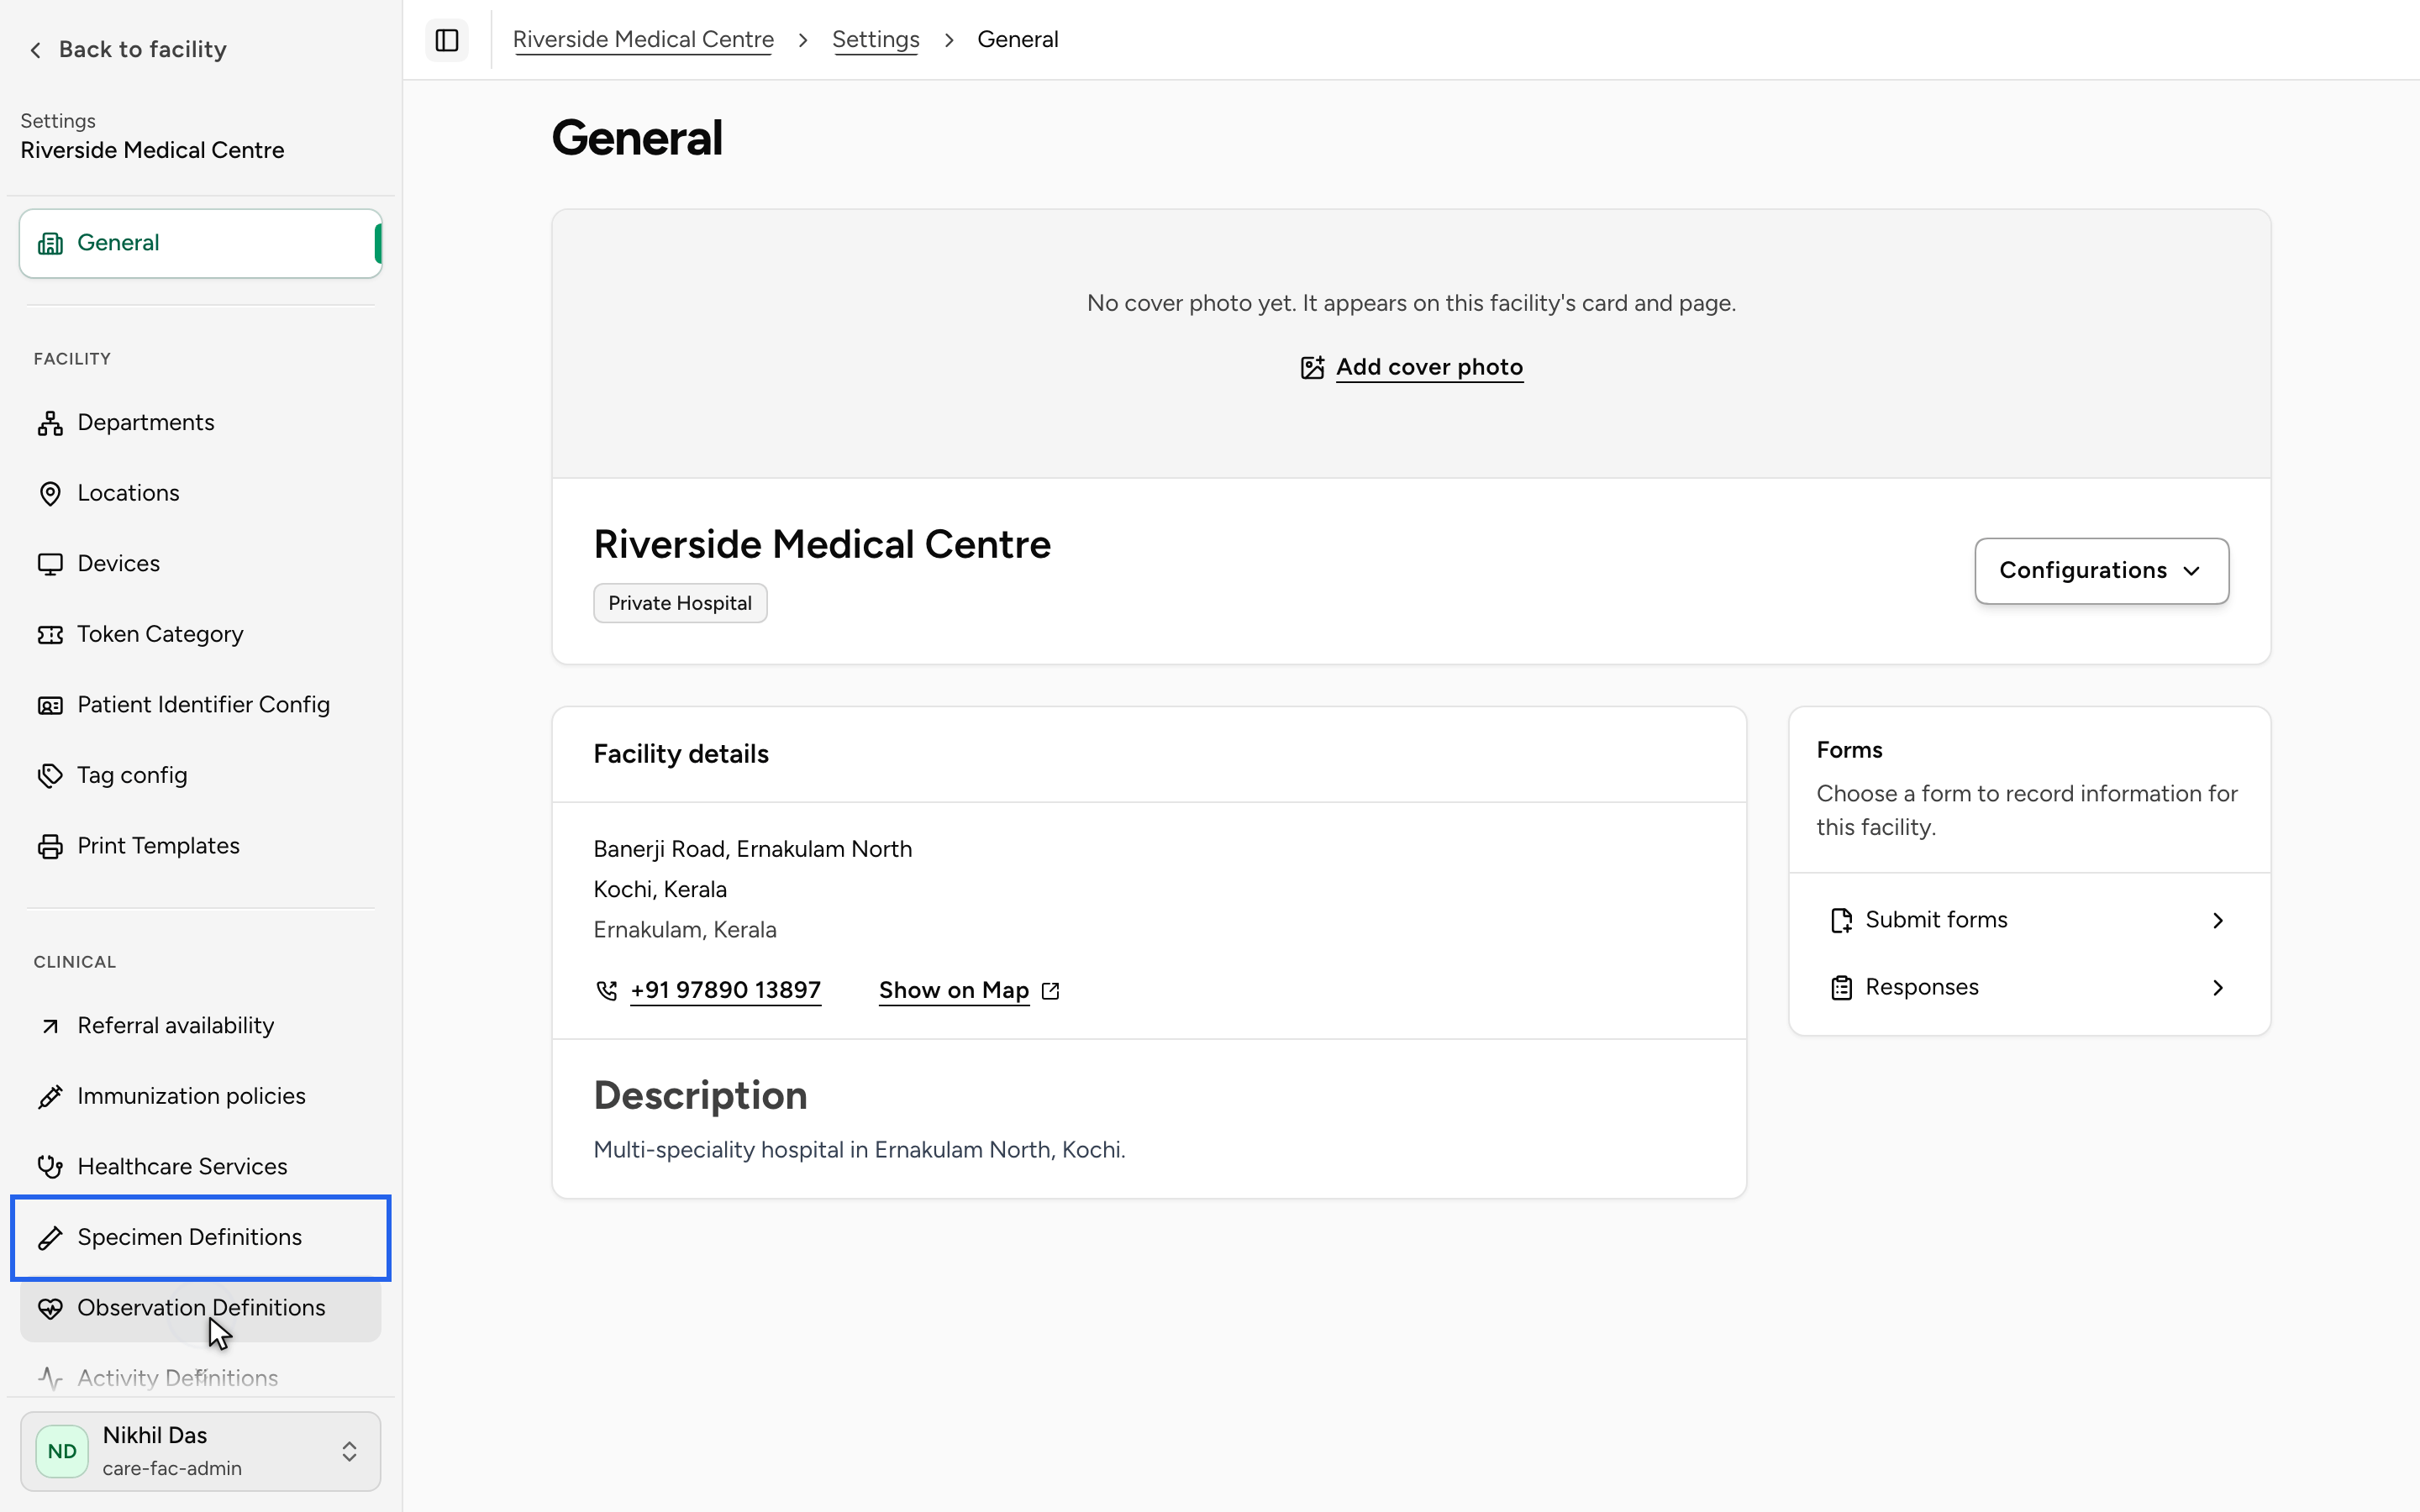 Back to facility
Settings
Riverside Medical Centre
General
FACILITY
Departments
Locations
Devices
Token Category
Patient Identifier Config
Tag config
Print Templates
CLINICAL
Referral availability
Immunization policies
Healthcare Services
Specimen Definitions
Observation Definitions
Activity Definitions
ND
Nikhil Das
care-fac-admin
Riverside Medical Centre > Settings > General
General
No cover photo yet. It appears on this facility's card and page.
Add cover photo
Riverside Medical Centre
Private Hospital
Configurations
Facility details
Banerji Road, Ernakulam North
Kochi, Kerala
Ernakulam, Kerala
+91 97890 13897 Show on Map
Description
Multi-speciality hospital in Ernakulam North, Kochi.
Forms
Choose a form to record information for
this facility.
Submit forms
Responses